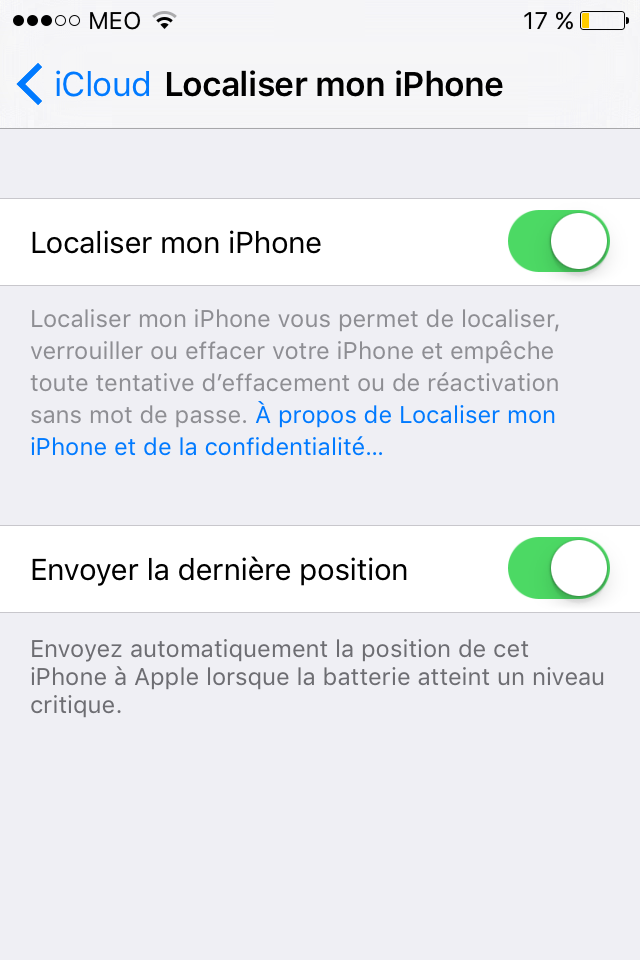 MEO 17 %
iCloud Localiser mon iPhone
Localiser mon iPhone
Localiser mon iPhone vous permet de localiser,
verrouiller ou effacer votre iPhone et empêche
toute tentative d’effacement ou de réactivation
sans mot de passe. À propos de Localiser mon
iPhone et de la confidentialité...
Envoyer la dernière position
Envoyez automatiquement la position de cet
iPhone à Apple lorsque la batterie atteint un niveau
critique.